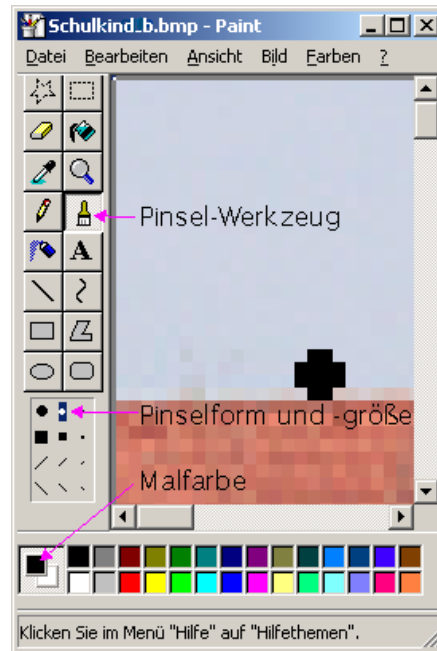 Schulkind_b.bmp - Paint
Datei Bearbeiten Ansicht Bild Farben ?
Pinsel-Werkzeug
A
Pinselform und -größe
Malfarbe
Klicken Sie im Menü "Hilfe" auf "Hilfethemen".